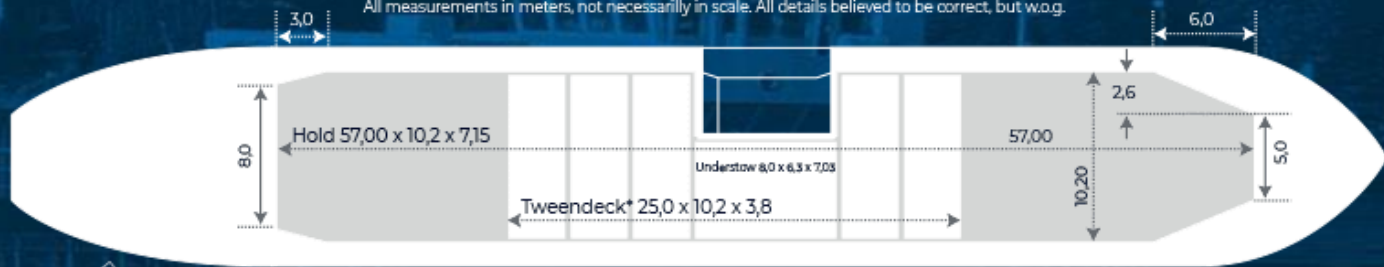 All measurements in meters, not necessarilly in scale. All details believed to be correct, but w.o.g.
3,0
6,0
2,6
Hold 57,00 x 10,2 x 7,15
57,00
8,0
5,0
Understow 8,0 x 6,3 x 7,03
10,20
Tweendeck* 25,0 x 10,2 x 3,8